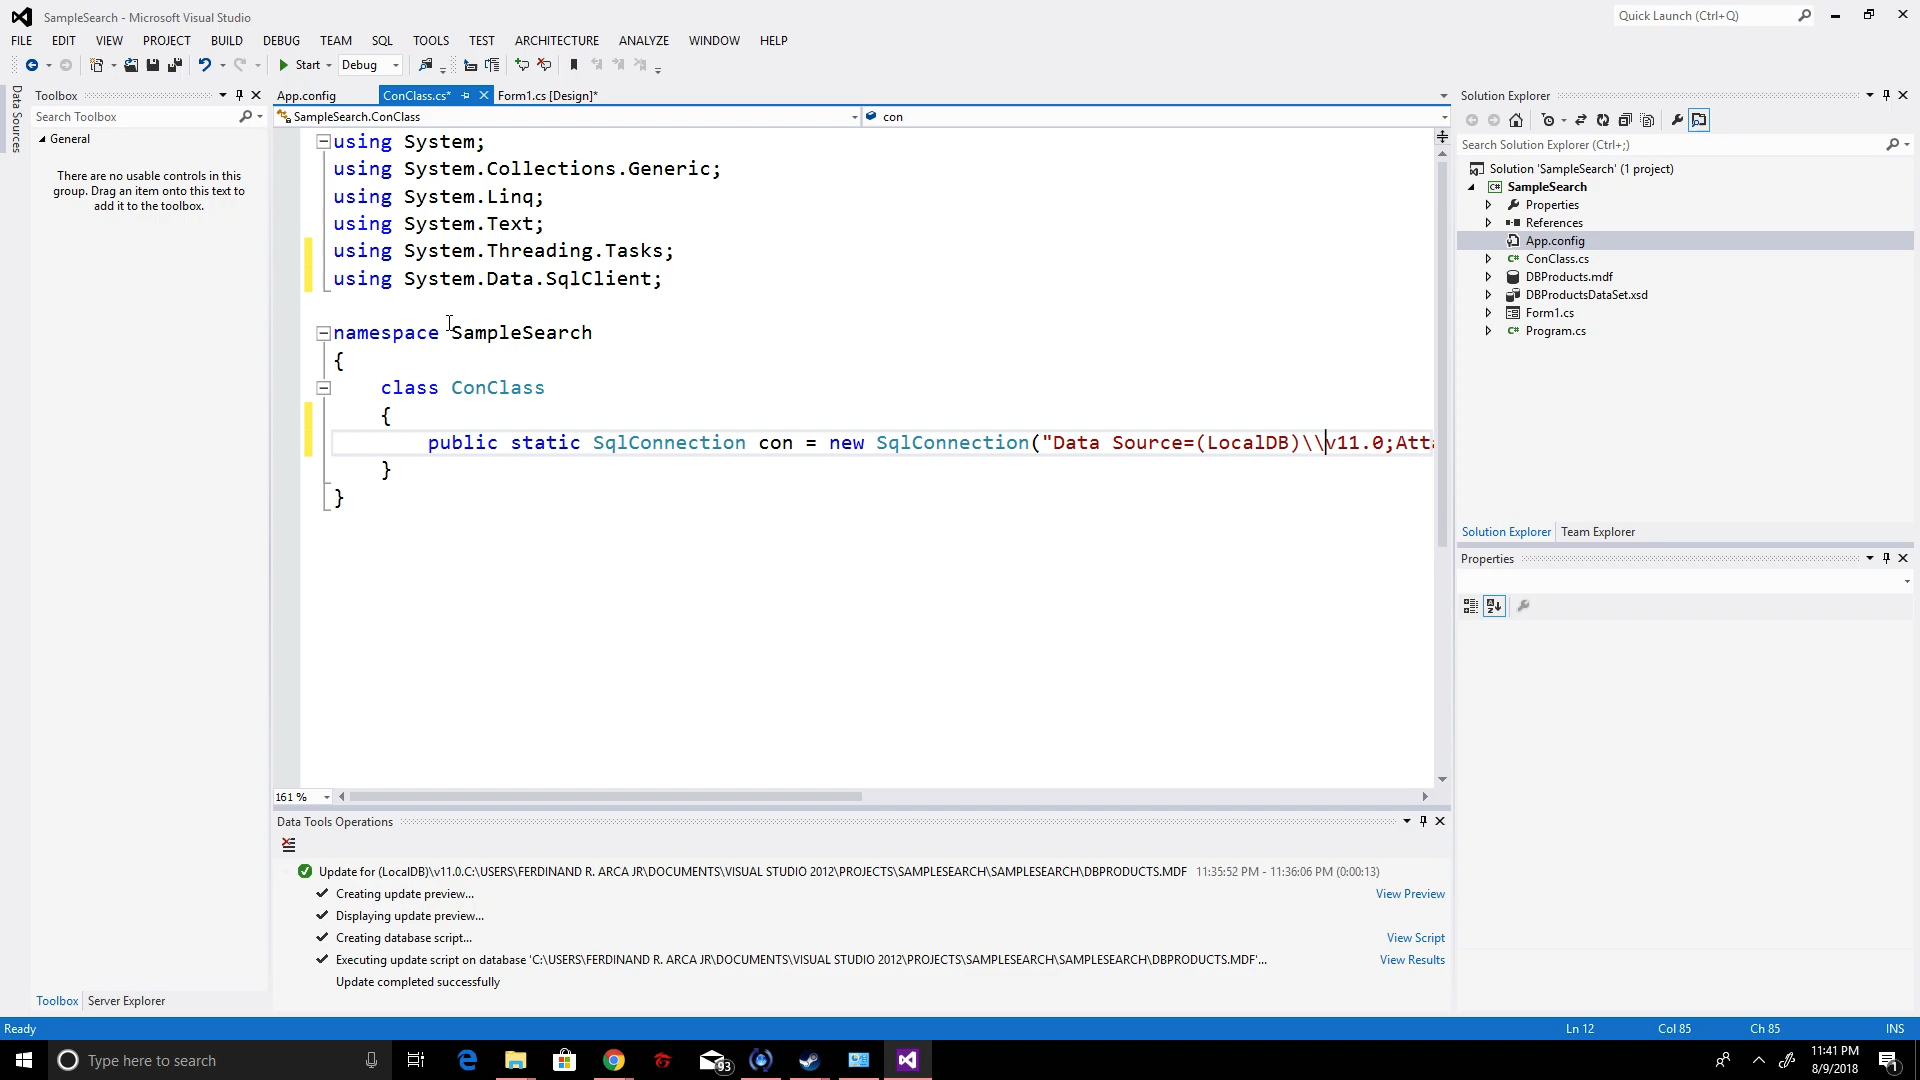 SampleSearch - Microsoft Visual Studio
Quick Launch (Ctrl+Q)
FILE EDIT VIEW PROJECT BUILD DEBUG TEAM SQL TOOLS TEST ARCHITECTURE ANALYZE WINDOW HELP
Start Debug
Data Sources
Toolbox
Search Toolbox
General
There are no usable controls in this
group. Drag an item onto this text to
add it to the toolbox.
App.config ConClass.cs* Form1.cs [Design]*
SampleSearch.ConClass con
using System;
using System.Collections.Generic;
using System.Linq;
using System.Text;
using System.Threading.Tasks;
using System.Data.SqlClient;
namespace SampleSearch
{
class ConClass
{
public static SqlConnection con = new SqlConnection("Data Source=(LocalDB)\\v11.0;Atta
}
}
161 %
Data Tools Operations
Update for (LocalDB)\v11.0.C:\USERS\FERDINAND R. ARCA JR\DOCUMENTS\VISUAL STUDIO 2012\PROJECTS\SAMPLESEARCH\SAMPLESEARCH\DBPRODUCTS.MDF 11:35:52 PM - 11:36:06 PM (0:00:13)
Creating update preview... View Preview
Displaying update preview...
Creating database script... View Script
Executing update script on database 'C:\USERS\FERDINAND R. ARCA JR\DOCUMENTS\VISUAL STUDIO 2012\PROJECTS\SAMPLESEARCH\SAMPLESEARCH\DBPRODUCTS.MDF'... View Results
Update completed successfully
Solution Explorer
Search Solution Explorer (Ctrl+;)
Solution 'SampleSearch' (1 project)
C# SampleSearch
Properties
References
App.config
C# ConClass.cs
DBProducts.mdf
DBProductsDataSet.xsd
Form1.cs
C# Program.cs
Solution Explorer Team Explorer
Properties
Toolbox Server Explorer
Ready Ln 12 Col 85 Ch 85 INS
Type here to search
93
11:41 PM
8/9/2018
1